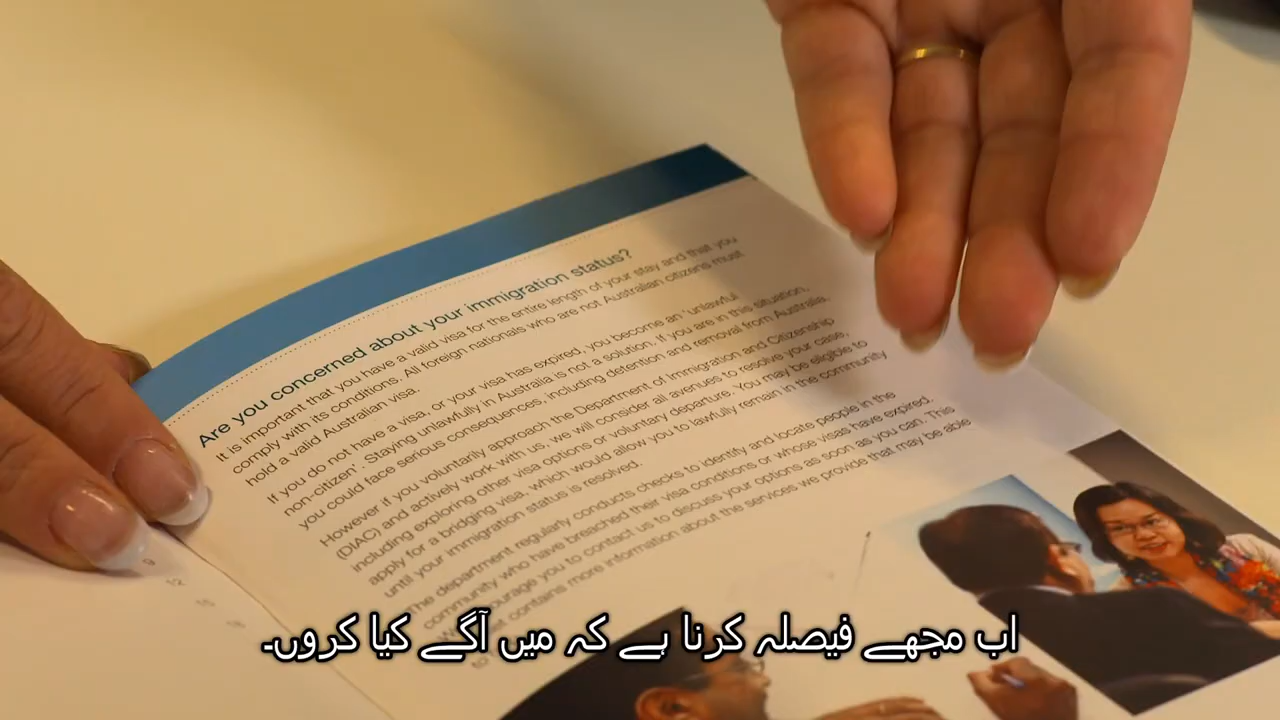 Are you concerned about your immigration status?
It is important that you have a valid visa for the entire length of your stay and that you
comply with its conditions. All foreign nationals who are not Australian citizens must
hold a valid Australian visa.
If you do not have a visa, or your visa has expired, you become an 'unlawful
non-citizen'. Staying unlawfully in Australia is not a solution. If you are in this situation,
you could face serious consequences, including detention and removal from Australia.
However if you voluntarily approach the Department of Immigration and Citizenship
(DIAC) and actively work with us, we will consider all avenues to resolve your case,
including exploring other visa options or voluntary departure. You may be eligible to
apply for a bridging visa, which would allow you to lawfully remain in the community
until your immigration status is resolved.
The department regularly conducts checks to identify and locate people in the
community who have breached their visa conditions or whose visas have expired.
you to contact us to discuss your options as soon as you can. This
contains more information about the services we provide that may be able
to
9
12
اب مجھے فیصلہ کرنا ہے کہ میں آگے کیا کروں۔